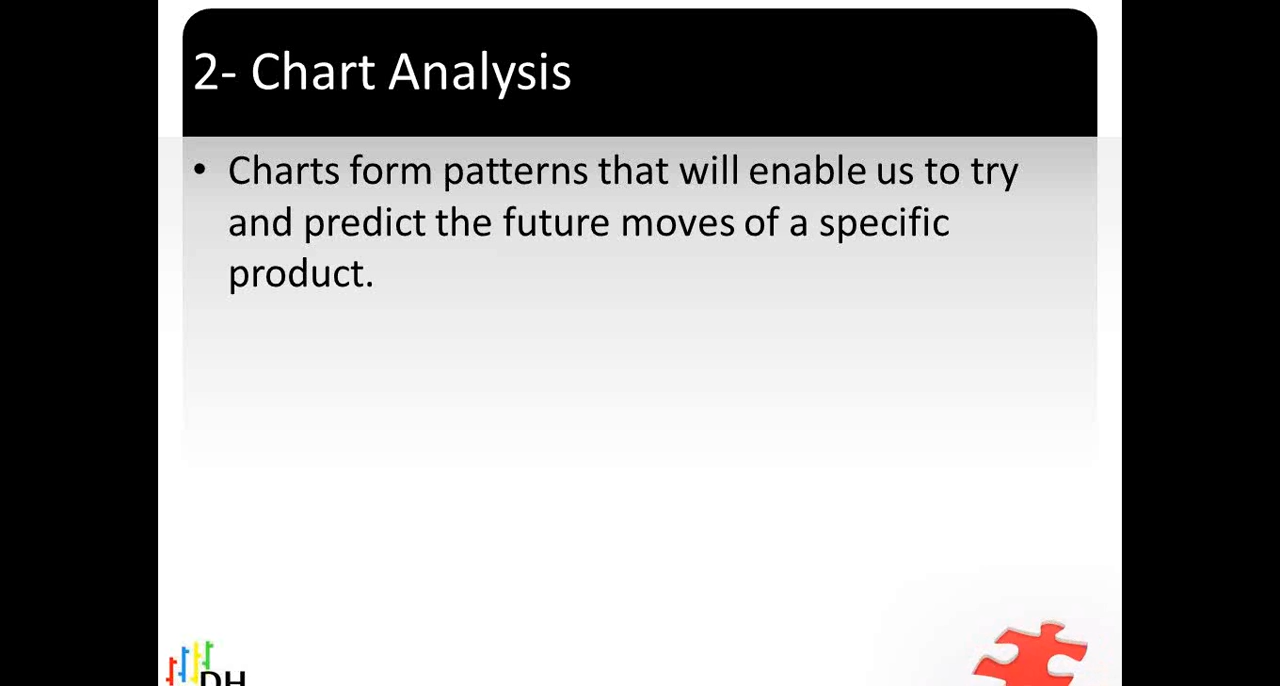 2- Chart Analysis
• Charts form patterns that will enable us to try
and predict the future moves of a specific
product.
DH